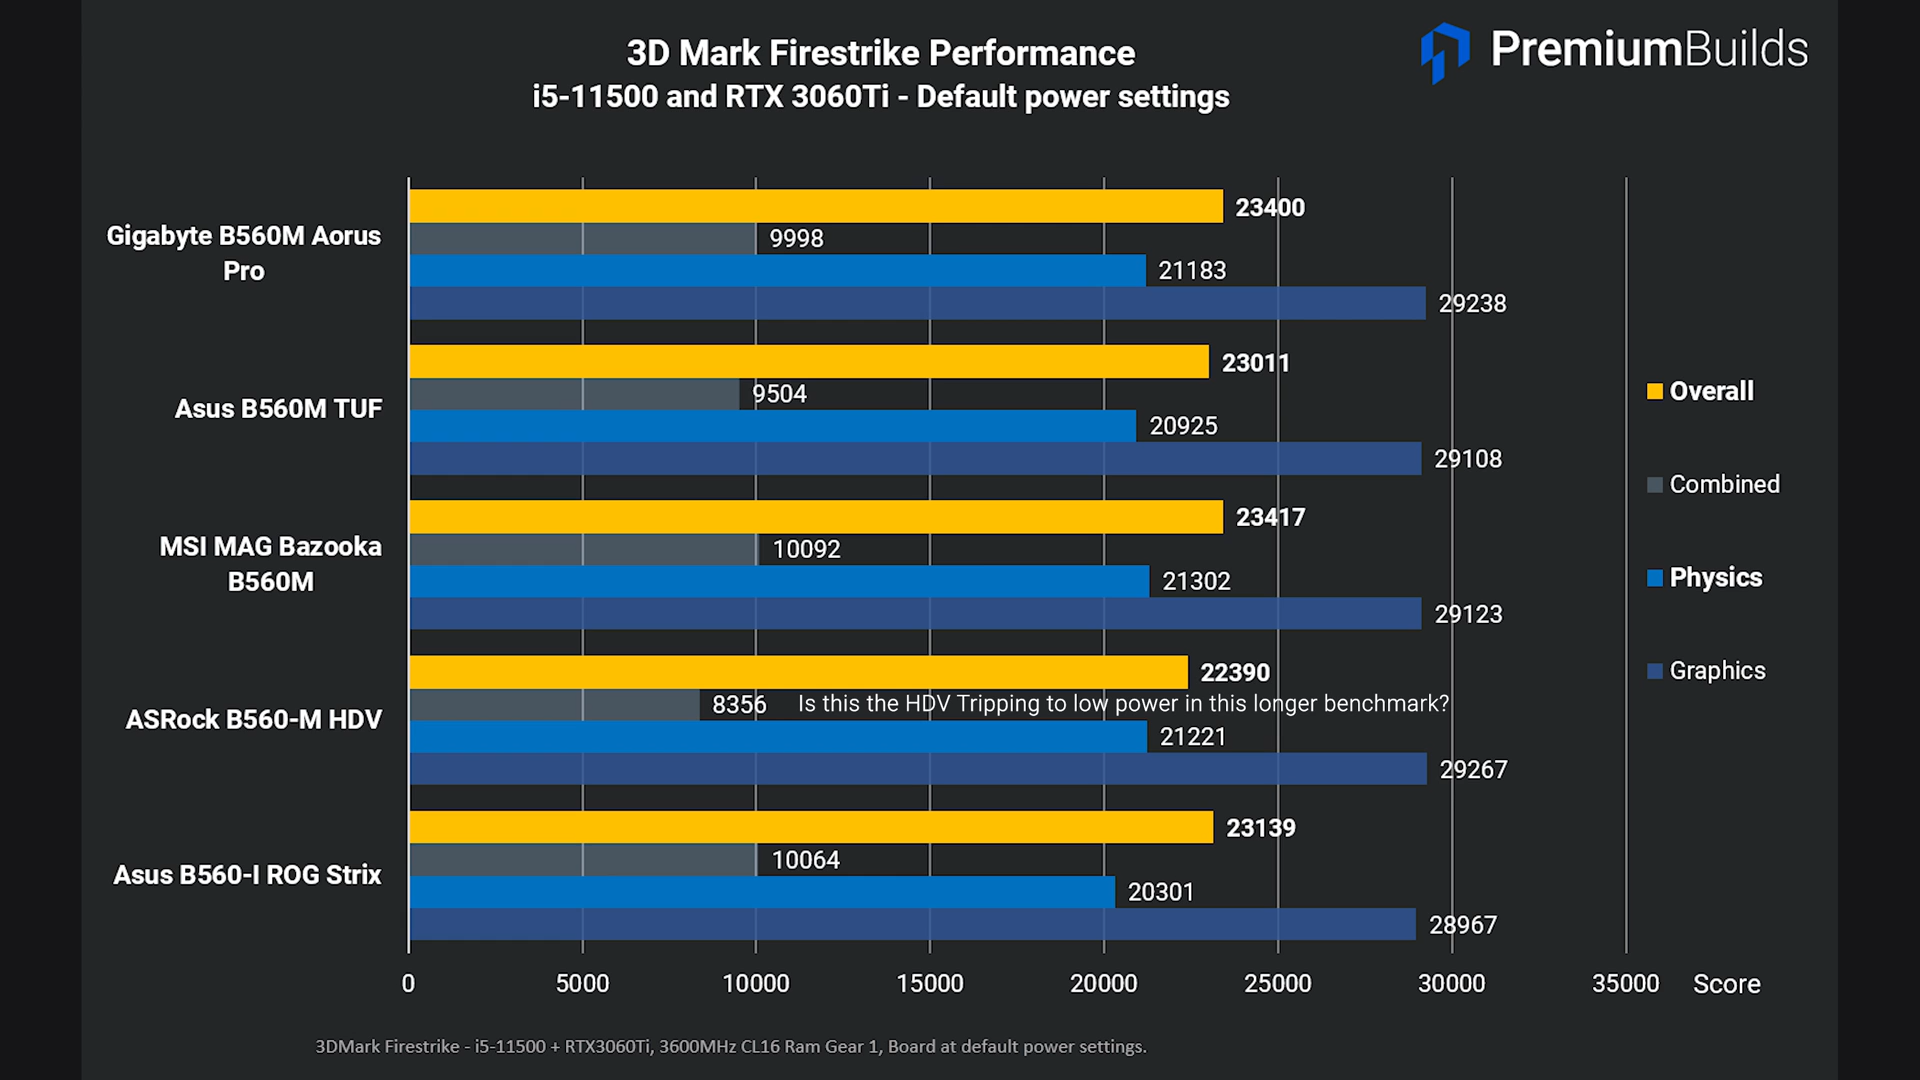 3D Mark Firestrike Performance
i5-11500 and RTX 3060Ti - Default power settings
PremiumBuilds
Gigabyte B560M Aorus
Pro
23400
9998
21183
29238
Asus B560M TUF
23011
9504
20925
29108
MSI MAG Bazooka
B560M
23417
10092
21302
29123
ASRock B560-M HDV
22390
8356 Is this the HDV Tripping to low power in this longer benchmark?
21221
29267
Asus B560-I ROG Strix
23139
10064
20301
28967
Overall
Combined
Physics
Graphics
0 5000 10000 15000 20000 25000 30000 35000 Score
3DMark Firestrike - i5-11500 + RTX3060Ti, 3600MHz CL16 Ram Gear 1, Board at default power settings.